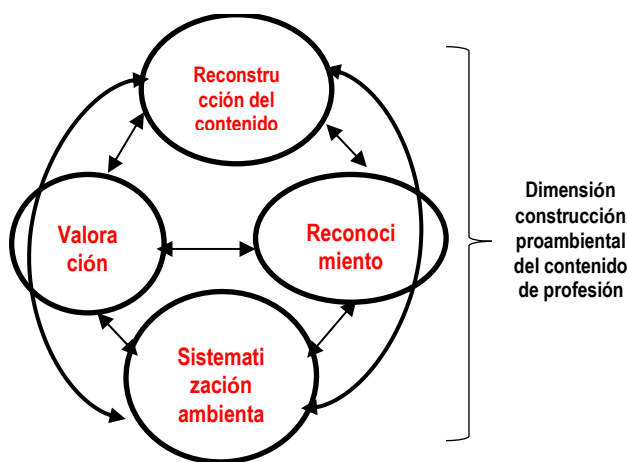 Reconstru
cción del
contenido
Valora
ción
Reconoci
miento
Sistemati
zación
ambienta
Dimensión
construcción
proambiental
del contenido
de profesión